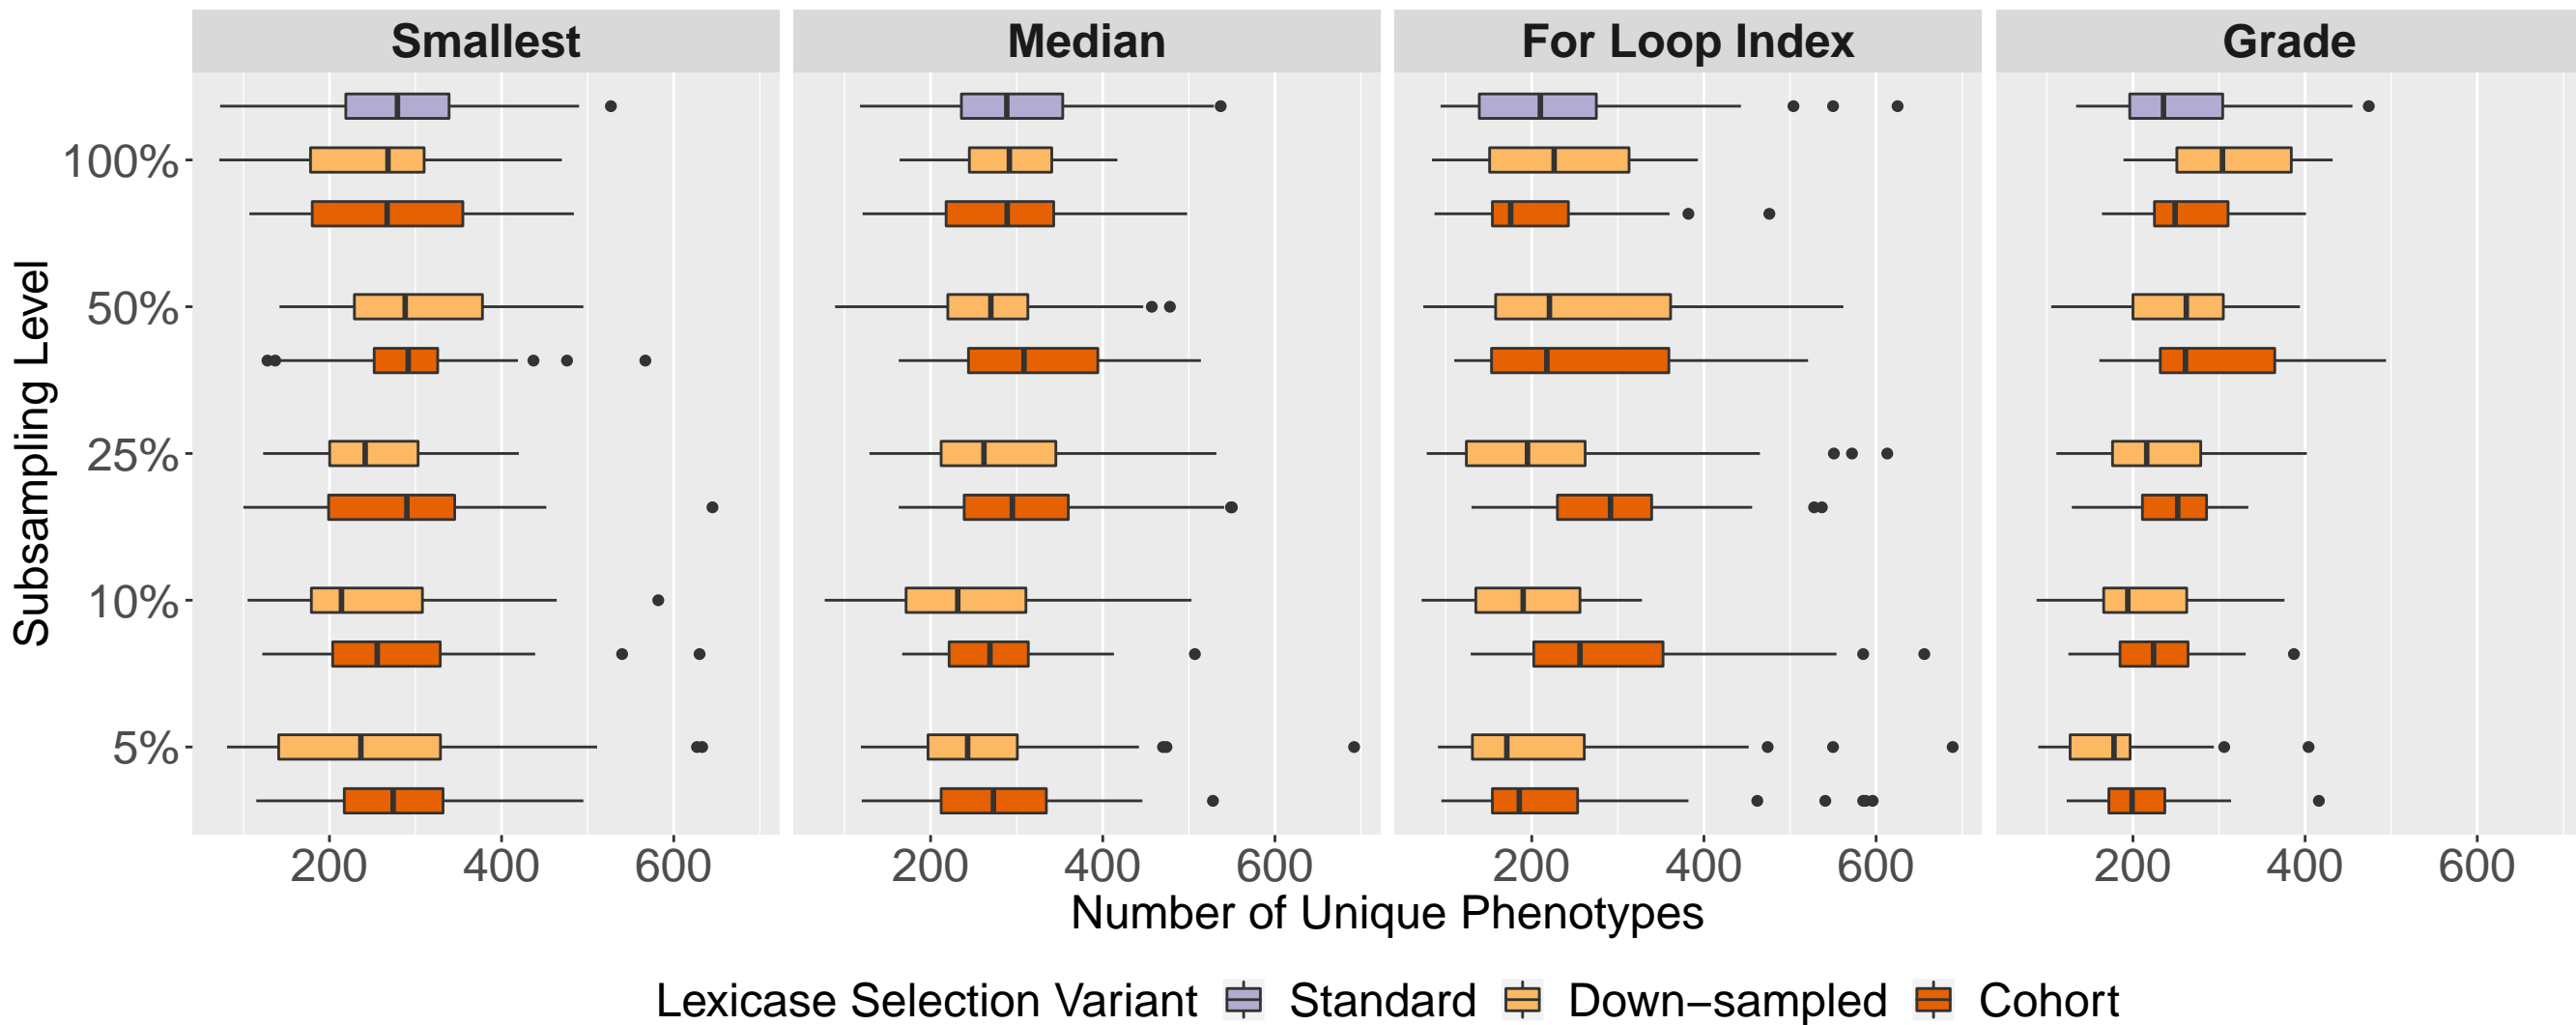 Smallest Median For Loop Index Grade
Subsampling Level
100%
50%
25%
10%
5%
200 400 600 200 400 600 200 400 600 200 400 600
Number of Unique Phenotypes
Lexicase Selection Variant Standard Down−sampled Cohort